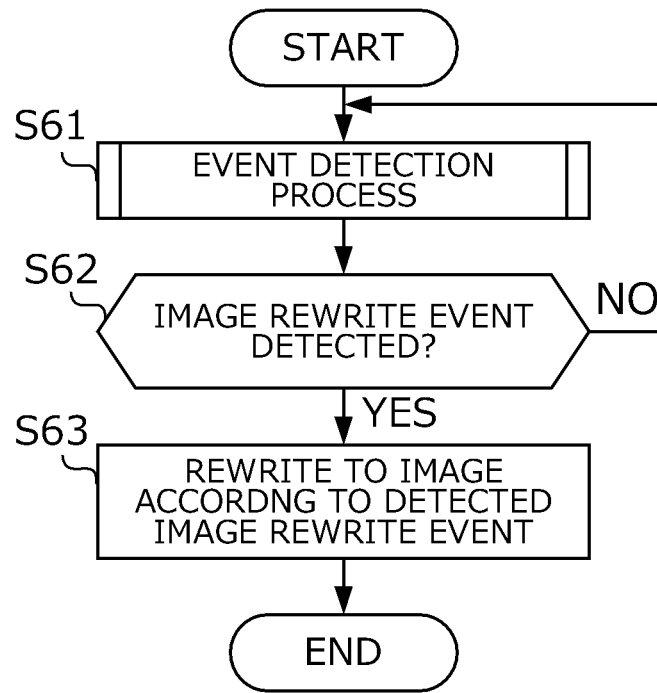 START
S61
EVENT DETECTION
PROCESS
S62
IMAGE REWRITE EVENT
DETECTED?
NO
YES
S63
REWRITE TO IMAGE
ACCORDNG TO DETECTED
IMAGE REWRITE EVENT
END